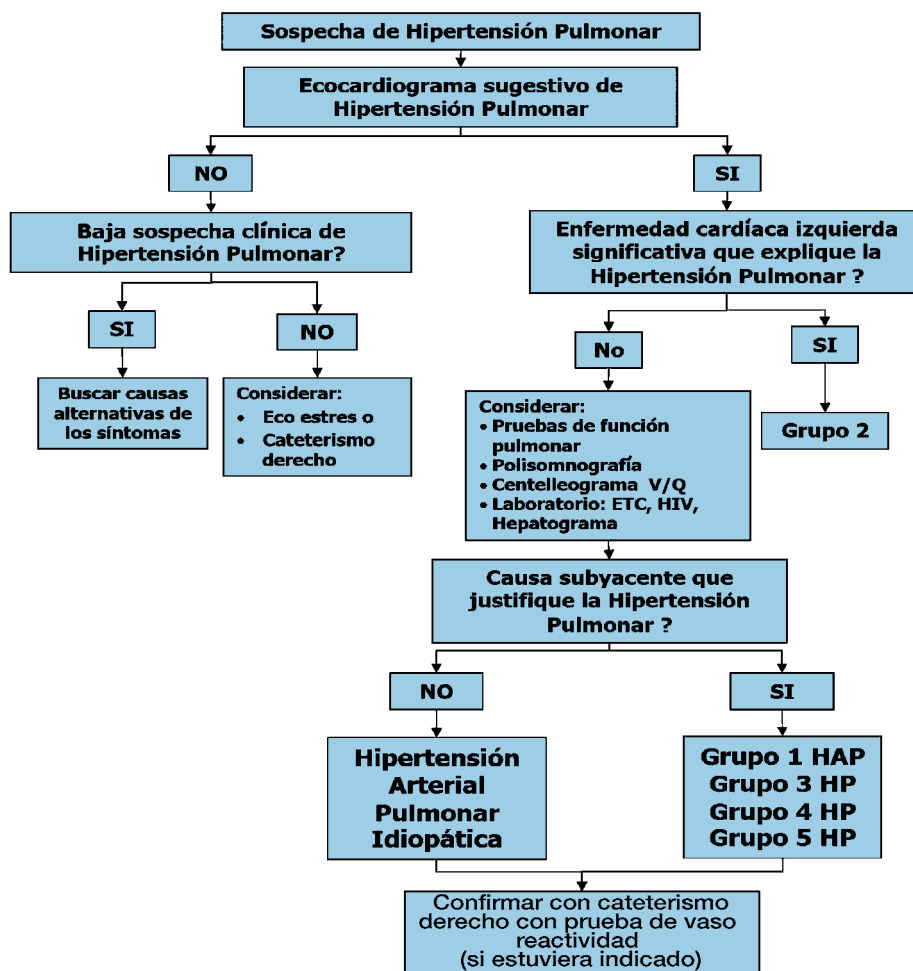 Sospecha de Hipertensión Pulmonar
Ecocardiograma sugestivo de
Hipertensión Pulmonar
NO
SI
Baja sospecha clínica de
Hipertensión Pulmonar?
Enfermedad cardíaca izquierda
significativa que explique la
Hipertensión Pulmonar ?
SI
NO
No
SI
Buscar causas
alternativas de
los síntomas
Considerar:
• Eco estres o
• Cateterismo
derecho
Considerar:
• Pruebas de función
pulmonar
• Polisomnografía
• Centelleograma V/Q
• Laboratorio: ETC, HIV,
Hepatograma
Grupo 2
Causa subyacente que
justifique la Hipertensión
Pulmonar ?
NO
SI
Hipertensión
Arterial
Pulmonar
Idiopática
Grupo 1 HAP
Grupo 3 HP
Grupo 4 HP
Grupo 5 HP
Confirmar con cateterismo
derecho con prueba de vaso
reactividad
(si estuviera indicado)